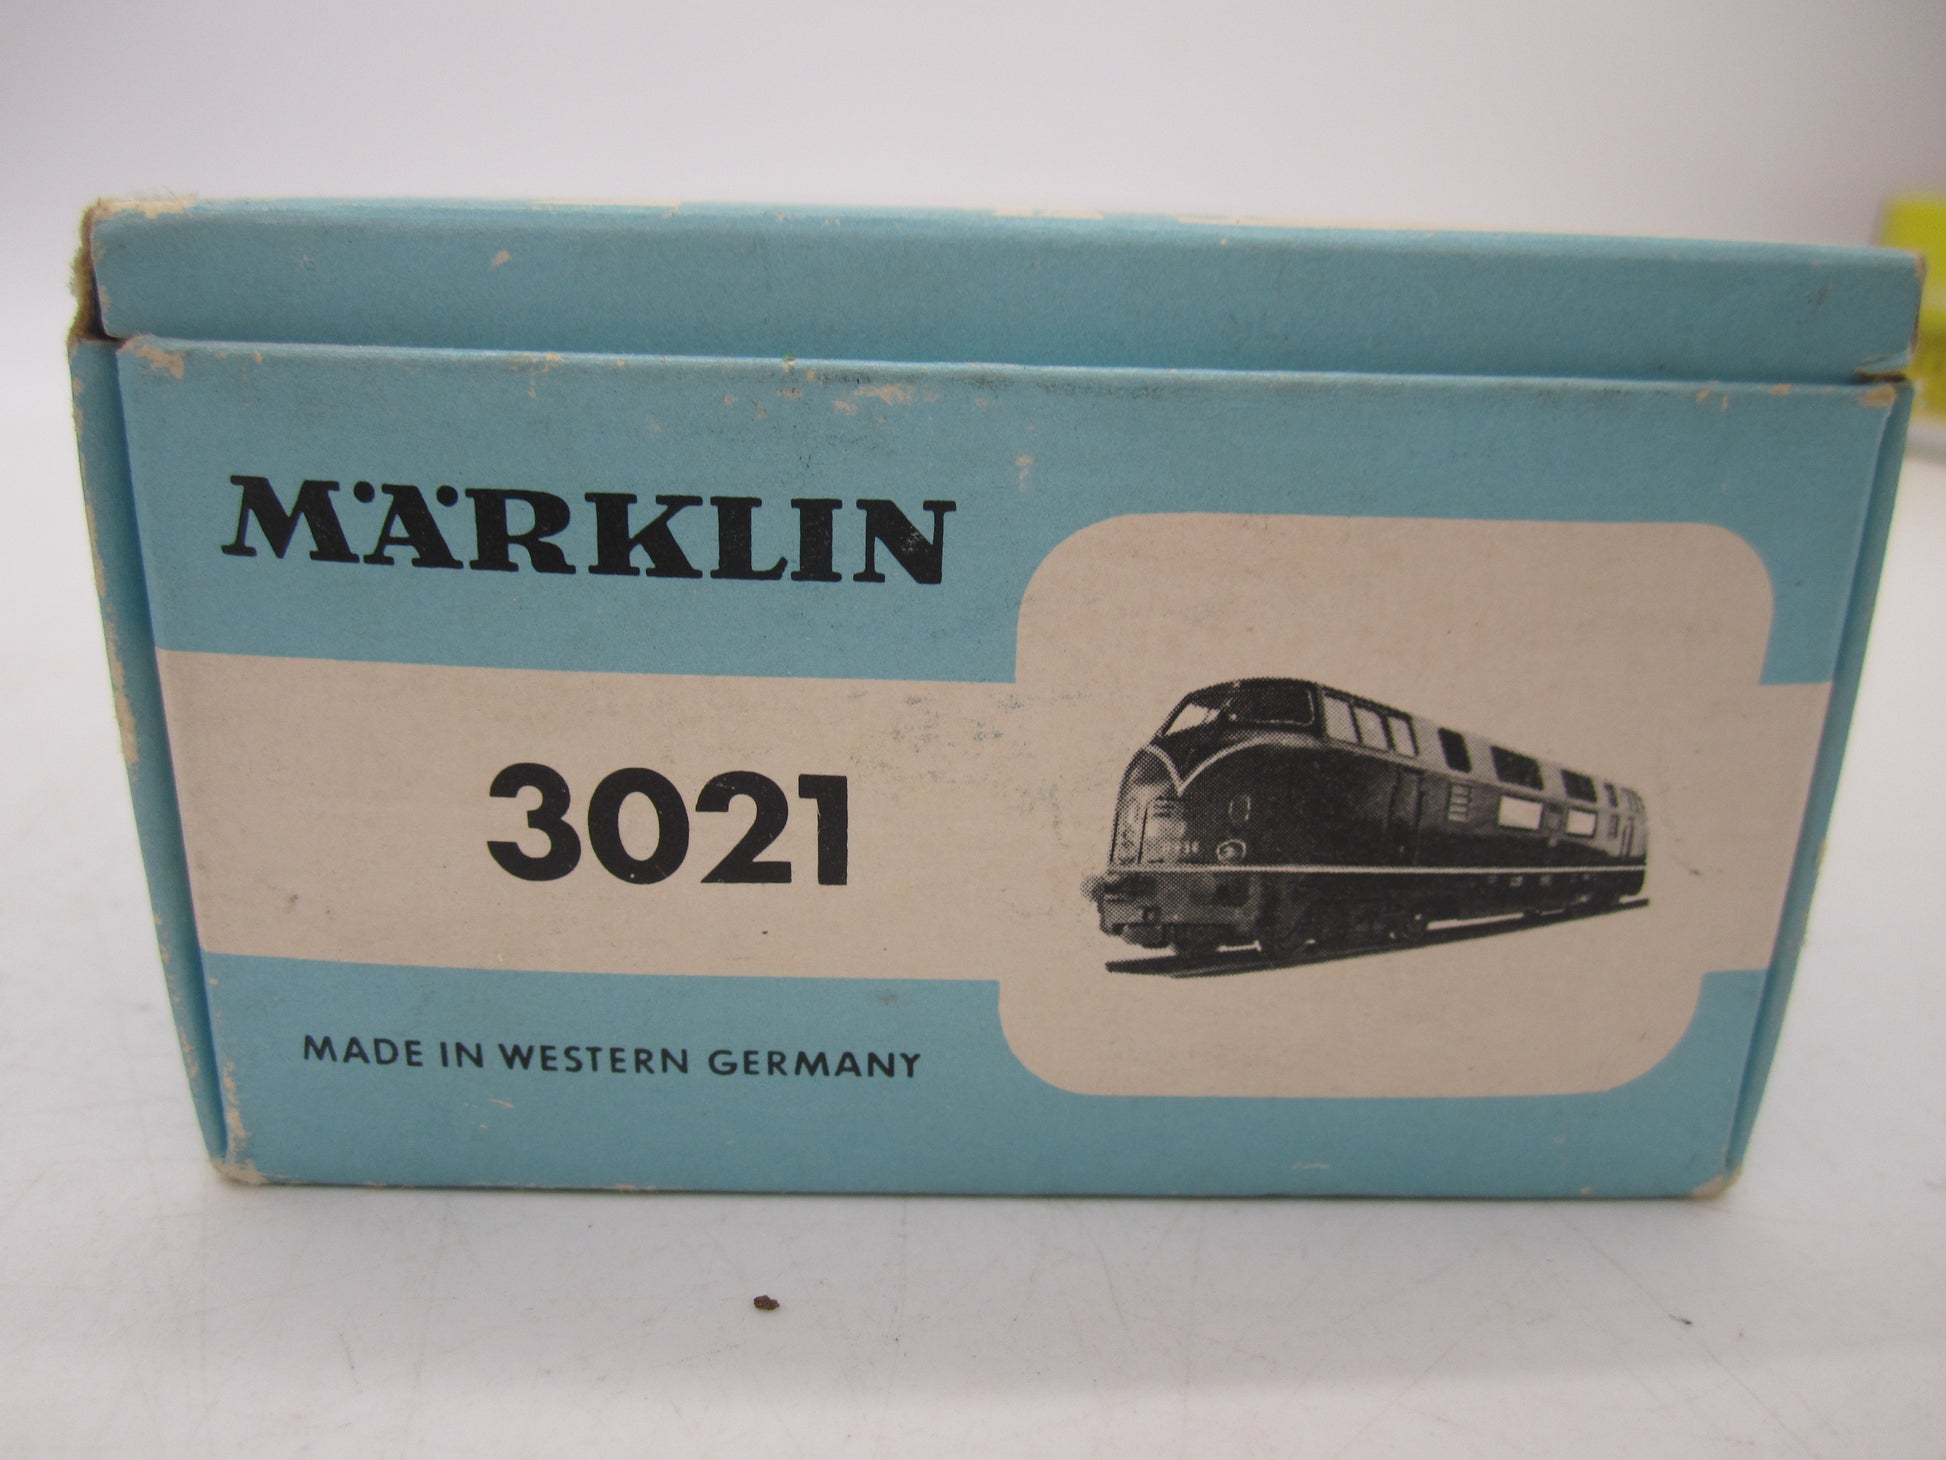 MÄRKLIN
3021
MADE IN WESTERN GERMANY